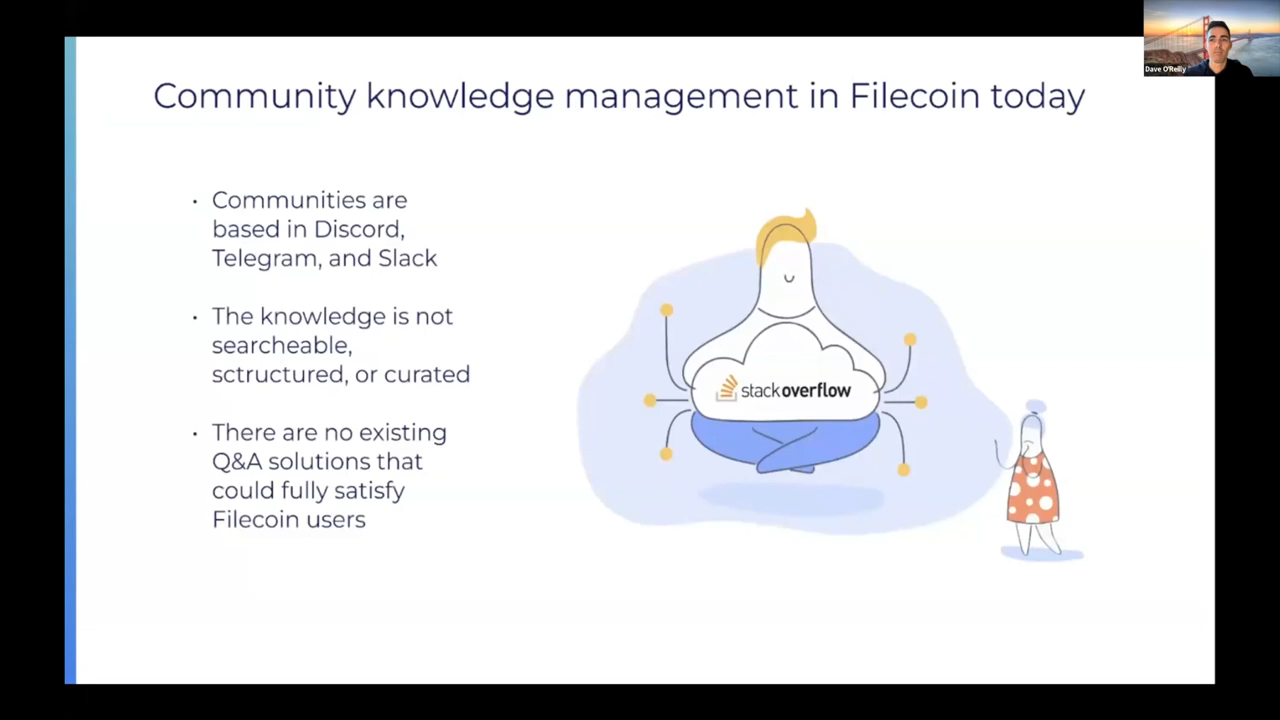 Dave O'Reilly
Community knowledge management in Filecoin today
• Communities are
based in Discord,
Telegram, and Slack
• The knowledge is not
searcheable,
sctructured, or curated
• There are no existing
Q&A solutions that
could fully satisfy
Filecoin users
stackoverflow